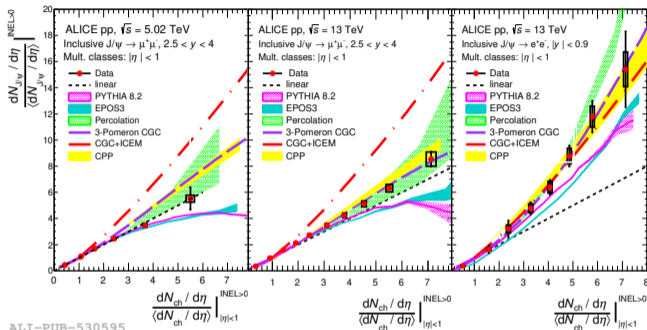 ALICE pp, √s = 5.02 TeV
Inclusive J/ψ → μ⁺μ⁻, 2.5 < y < 4
Mult. classes: |η| < 1
Data
linear
PYTHIA 8.2
EPOS3
Percolation
3-Pomeron CGC
CGC+ICEM
CPP
ALICE pp, √s = 13 TeV
Inclusive J/ψ → μ⁺μ⁻, 2.5 < y < 4
Mult. classes: |η| < 1
Data
linear
PYTHIA 8.2
EPOS3
Percolation
3-Pomeron CGC
CGC+ICEM
CPP
ALICE pp, √s = 13 TeV
Inclusive J/ψ → e⁺e⁻, |y| < 0.9
Mult. classes: |η| < 1
Data
linear
PYTHIA 8.2
EPOS3
Percolation
3-Pomeron CGC
CGC+ICEM
CPP
dN_J/ψ / dη
⟨dN_J/ψ / dη⟩
INEL>0
18
16
14
12
10
8
6
4
2
0
0 1 2 3 4 5 6 7
1 2 3 4 5 6 7
1 2 3 4 5 6 7 8
dN_ch / dη
⟨dN_ch / dη⟩
INEL>0
|η|<1
dN_ch / dη
⟨dN_ch / dη⟩
INEL>0
|η|<1
dN_ch / dη
⟨dN_ch / dη⟩
INEL>0
|η|<1
ALI-PUB-530595